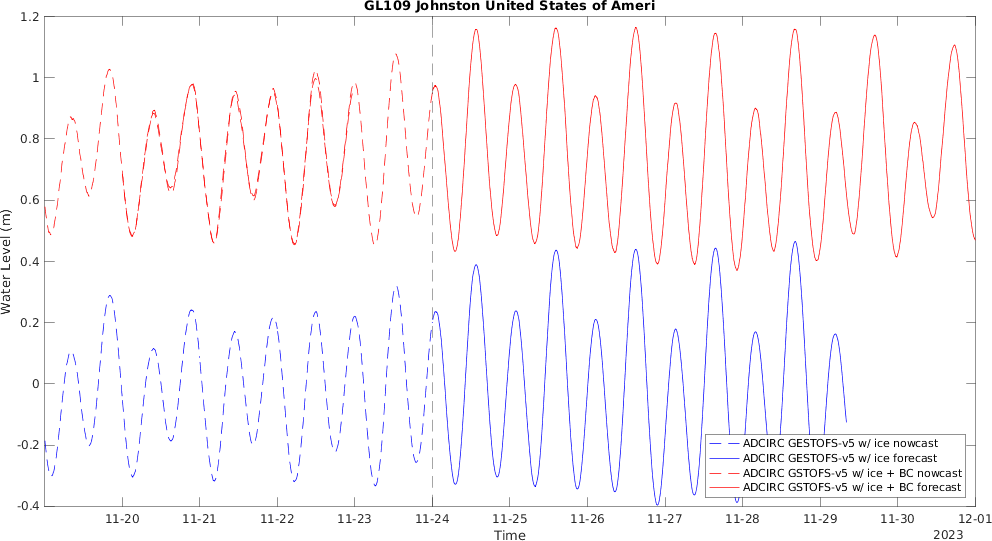 GL109 Johnston United States of Ameri
Water Level (m)
1.2
1
0.8
0.6
0.4
0.2
0
-0.2
-0.4
ADCIRC GESTOFS-v5 w/ ice nowcast
ADCIRC GESTOFS-v5 w/ ice forecast
ADCIRC GSTOFS-v5 w/ ice + BC nowcast
ADCIRC GSTOFS-v5 w/ ice + BC forecast
11-20 11-21 11-22 11-23 11-24 11-25 11-26 11-27 11-28 11-29 11-30 12-01
Time
2023